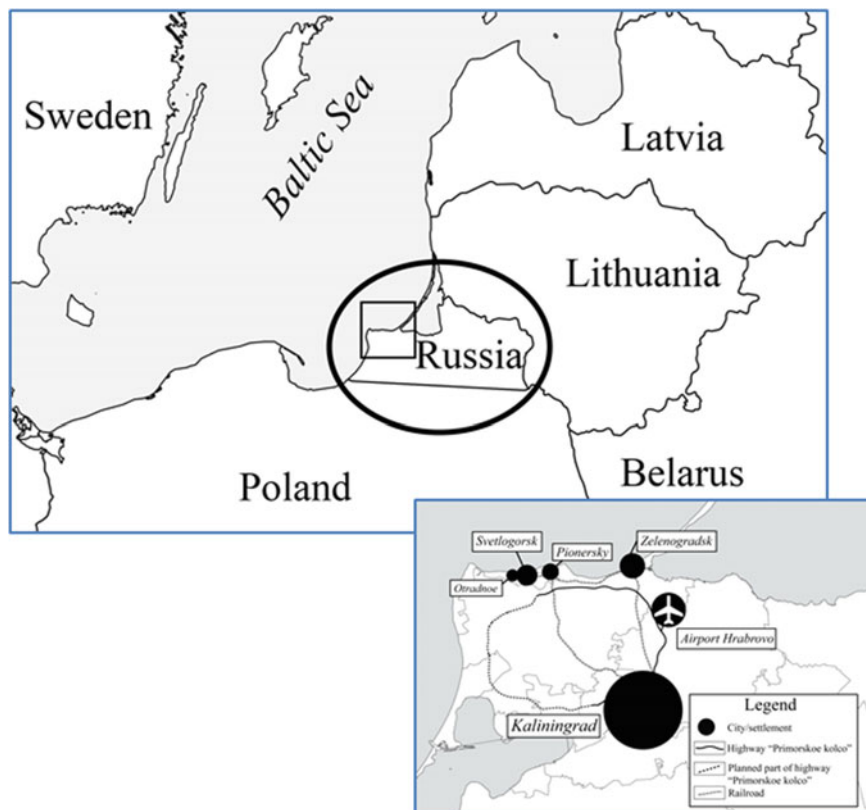 Sweden
Baltic Sea
Latvia
Lithuania
Russia
Poland
Belarus
Svetlogorsk
Pionersky
Zelenogradsk
Otradnoe
Airport Hrabrovo
Kaliningrad
Legend
City/settlement
Highway "Primorskoe kolco"
Planned part of highway
"Primorskoe kolco"
Railroad